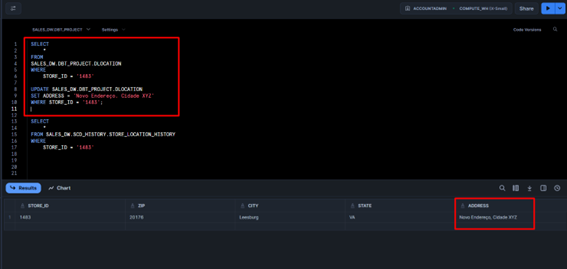 ACCOUNTADMIN · COMPUTE_WH (X-Small) Share
SALES_DW.DBT_PROJECT Settings Code Versions
1 SELECT
2 *
3 FROM
4 SALES_DW.DBT_PROJECT.DLOCATION
5 WHERE
6 STORE_ID = '1483'
7
8 UPDATE SALES_DW.DBT_PROJECT.DLOCATION
9 SET ADDRESS = 'Novo Endereço, Cidade XYZ'
10 WHERE STORE_ID = '1483';
11
12
13 SELECT
14 *
15 FROM SALES_DW.SCD_HISTORY.STORE_LOCATION_HISTORY
16 WHERE
17 STORE_ID = '1483'
18
19
20
21
Results Chart
STORE_ID ZIP CITY STATE ADDRESS
1 1483 20176 Leesburg VA Novo Endereço, Cidade XYZ